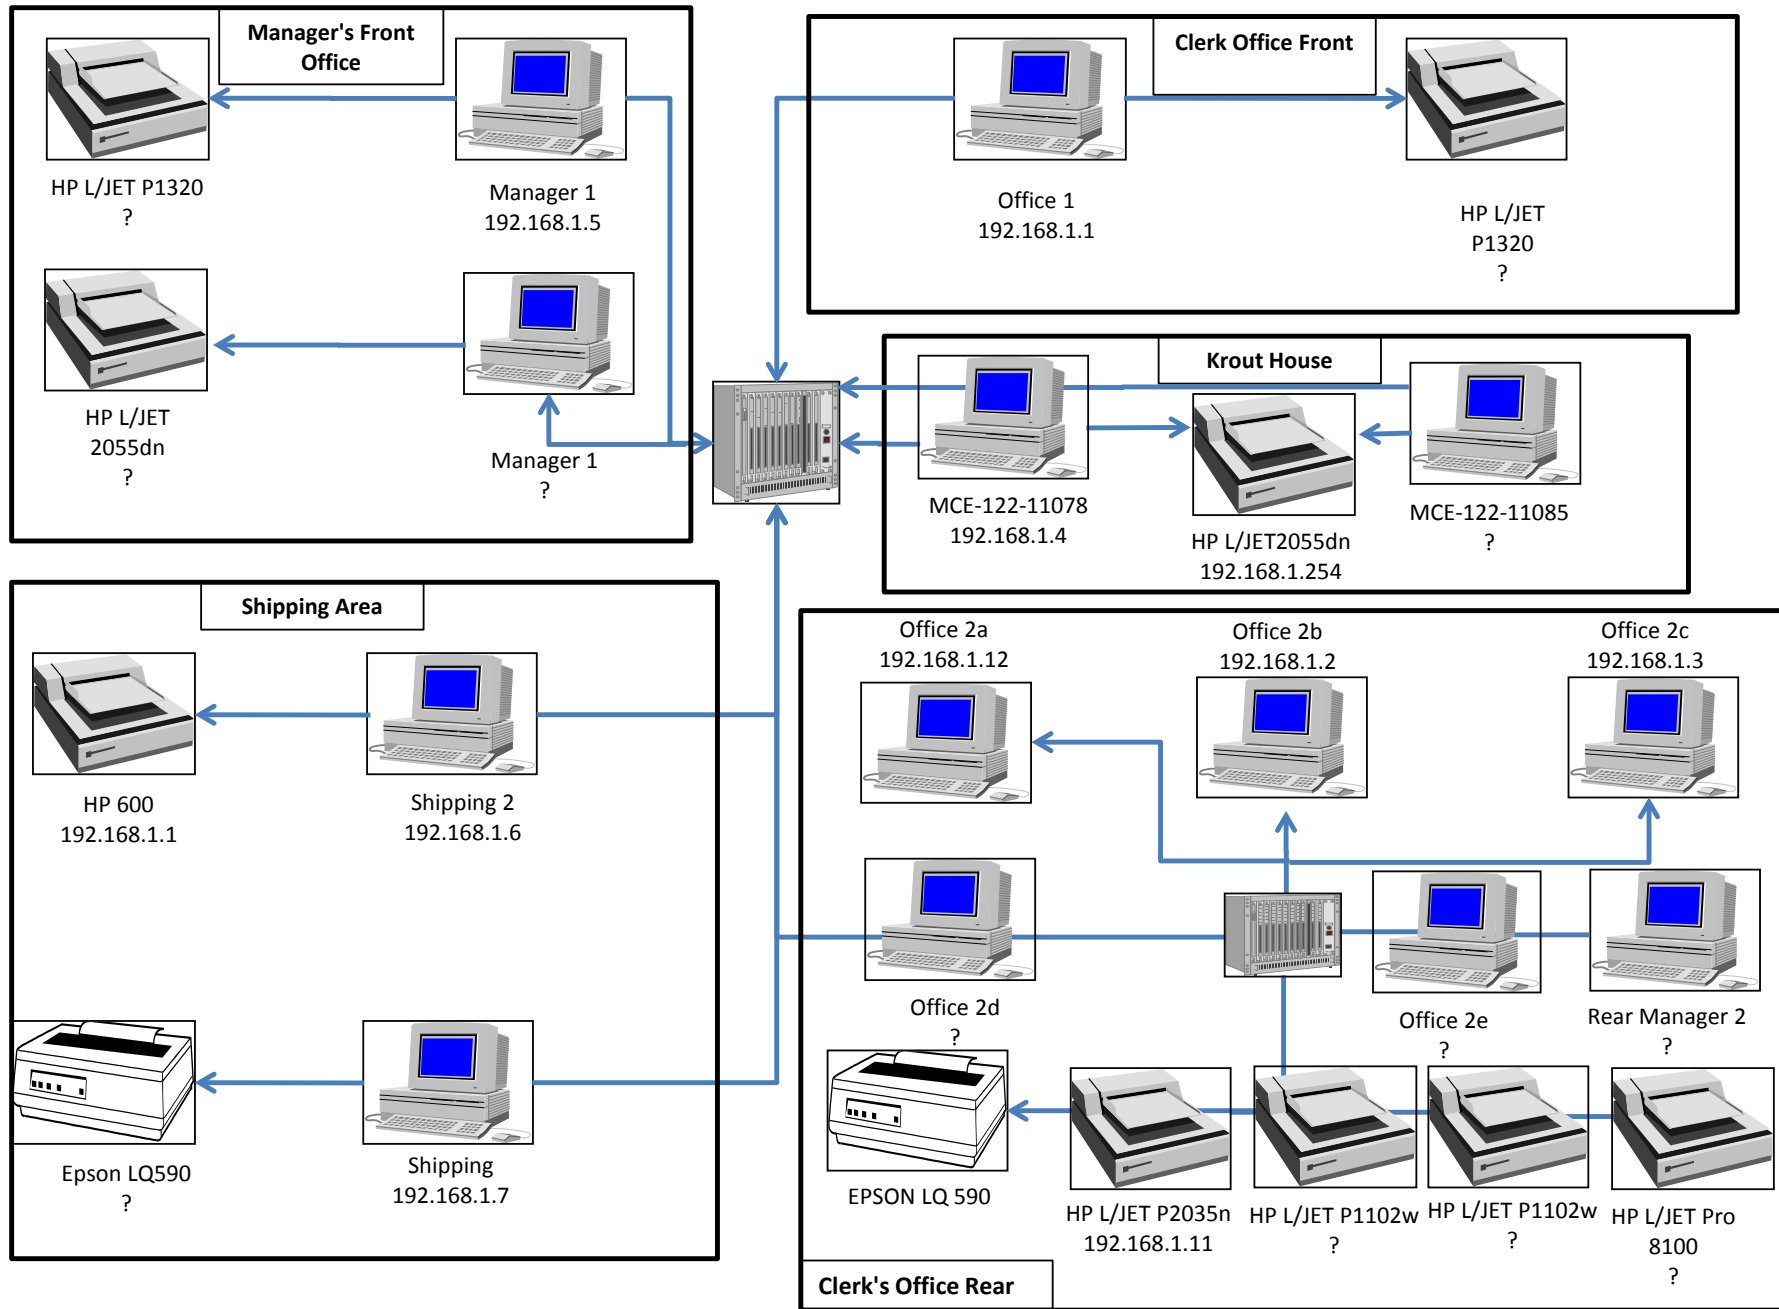 Manager's Front
Office
HP L/JET P1320
?
Manager 1
192.168.1.5
HP L/JET
2055dn
?
Manager 1
?
Clerk Office Front
Office 1
192.168.1.1
HP L/JET
P1320
?
Krout House
MCE-122-11078
192.168.1.4
HP L/JET2055dn
192.168.1.254
MCE-122-11085
?
Shipping Area
HP 600
192.168.1.1
Shipping 2
192.168.1.6
Epson LQ590
?
Shipping
192.168.1.7
Office 2a
192.168.1.12
Office 2b
192.168.1.2
Office 2c
192.168.1.3
Office 2d
?
Office 2e
?
Rear Manager 2
?
EPSON LQ 590
HP L/JET P2035n
192.168.1.11
HP L/JET P1102w
?
HP L/JET P1102w
?
HP L/JET Pro
8100
?
Clerk's Office Rear